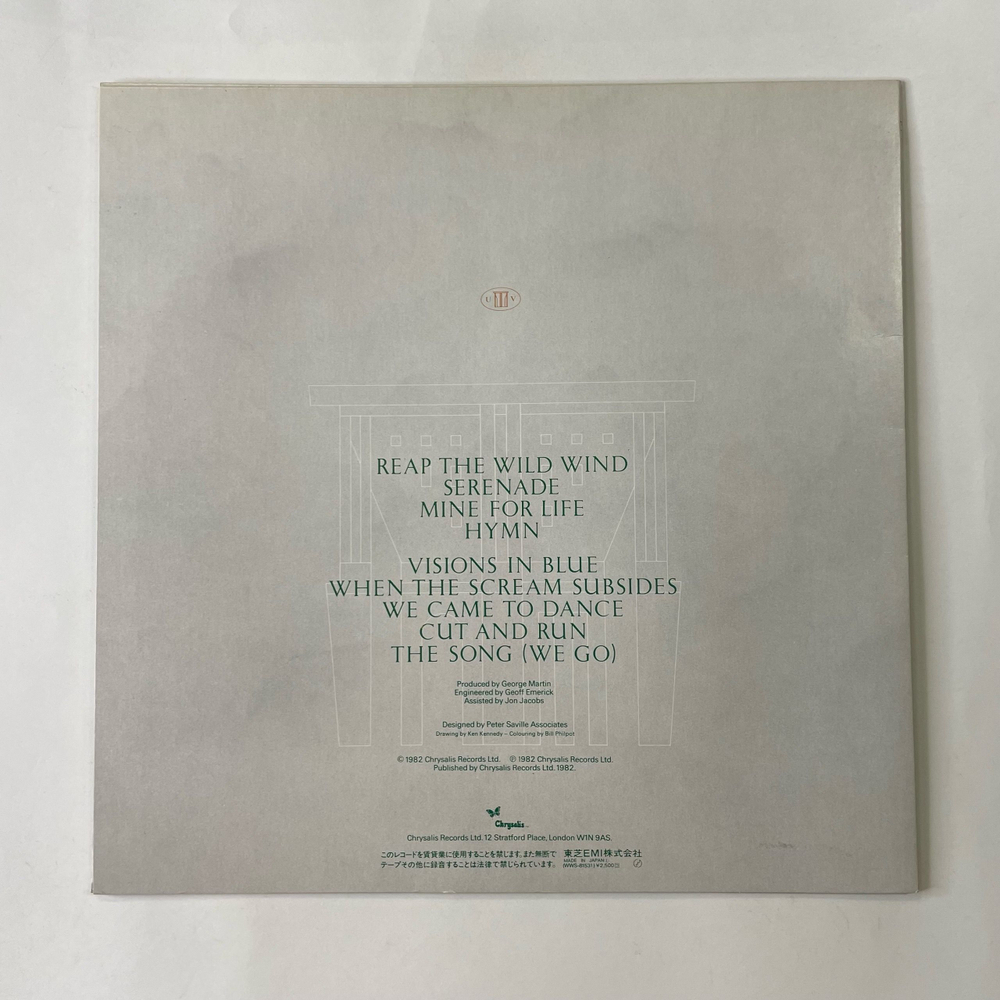 U V
REAP THE WILD WIND
SERENADE
MINE FOR LIFE
HYMN
VISIONS IN BLUE
WHEN THE SCREAM SUBSIDES
WE CAME TO DANCE
CUT AND RUN
THE SONG (WE GO)
Produced by George Martin
Engineered by Geoff Emerick
Assisted by Jon Jacobs
Designed by Peter Saville Associates
Drawing by Ken Kennedy – Colouring by Bill Philpot
© 1982 Chrysalis Records Ltd. ℗ 1982 Chrysalis Records Ltd.
Published by Chrysalis Records Ltd. 1982.
Chrysalis
Chrysalis Records Ltd. 12 Stratford Place, London W1N 9AS.
このレコードを賃貸業に使用することを禁じます。また無断で
テープその他に録音することは法律で禁じられています。
東芝EMI株式会社
MADE IN JAPAN
¥2,500